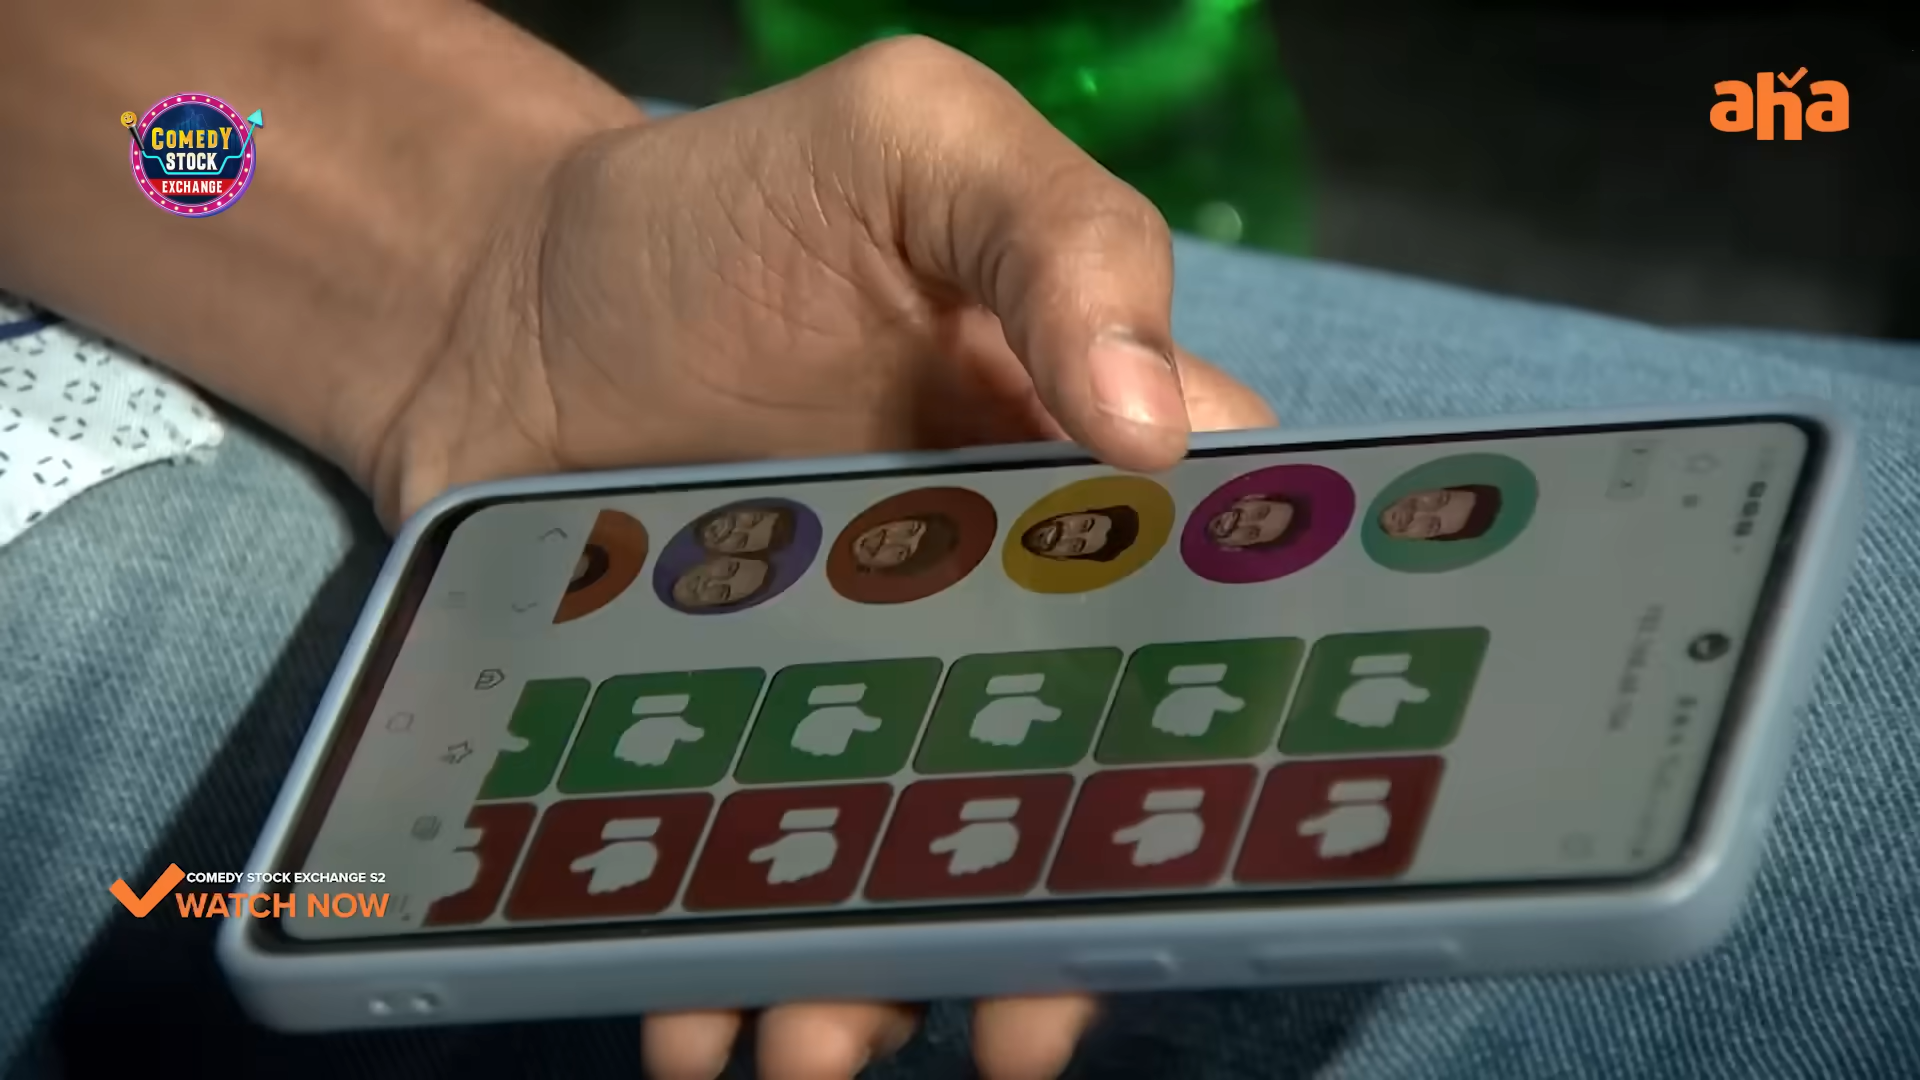 COMEDY
STOCK
EXCHANGE
aha
COMEDY STOCK EXCHANGE S2
WATCH NOW